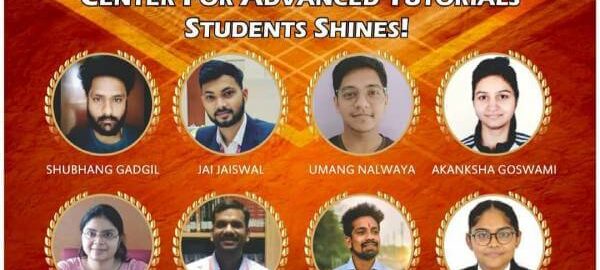 CENTER FOR ADVANCED TUTORIALS
STUDENTS SHINES!
SHUBHANG GADGIL JAI JAISWAL UMANG NALWAYA AKANKSHA GOSWAMI